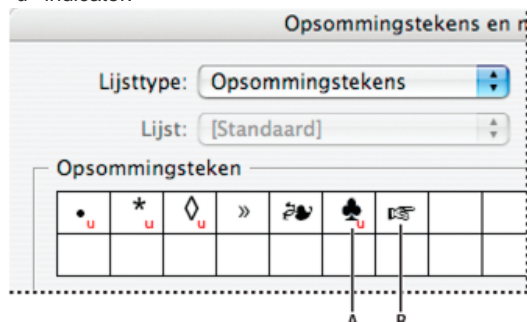 Opsommingstekens en
Lijsttype: Opsommingstekens
Lijst: [Standaard]
Opsommingsteken
• u * u ◊ u » ❧ ♣ u ☞
A B